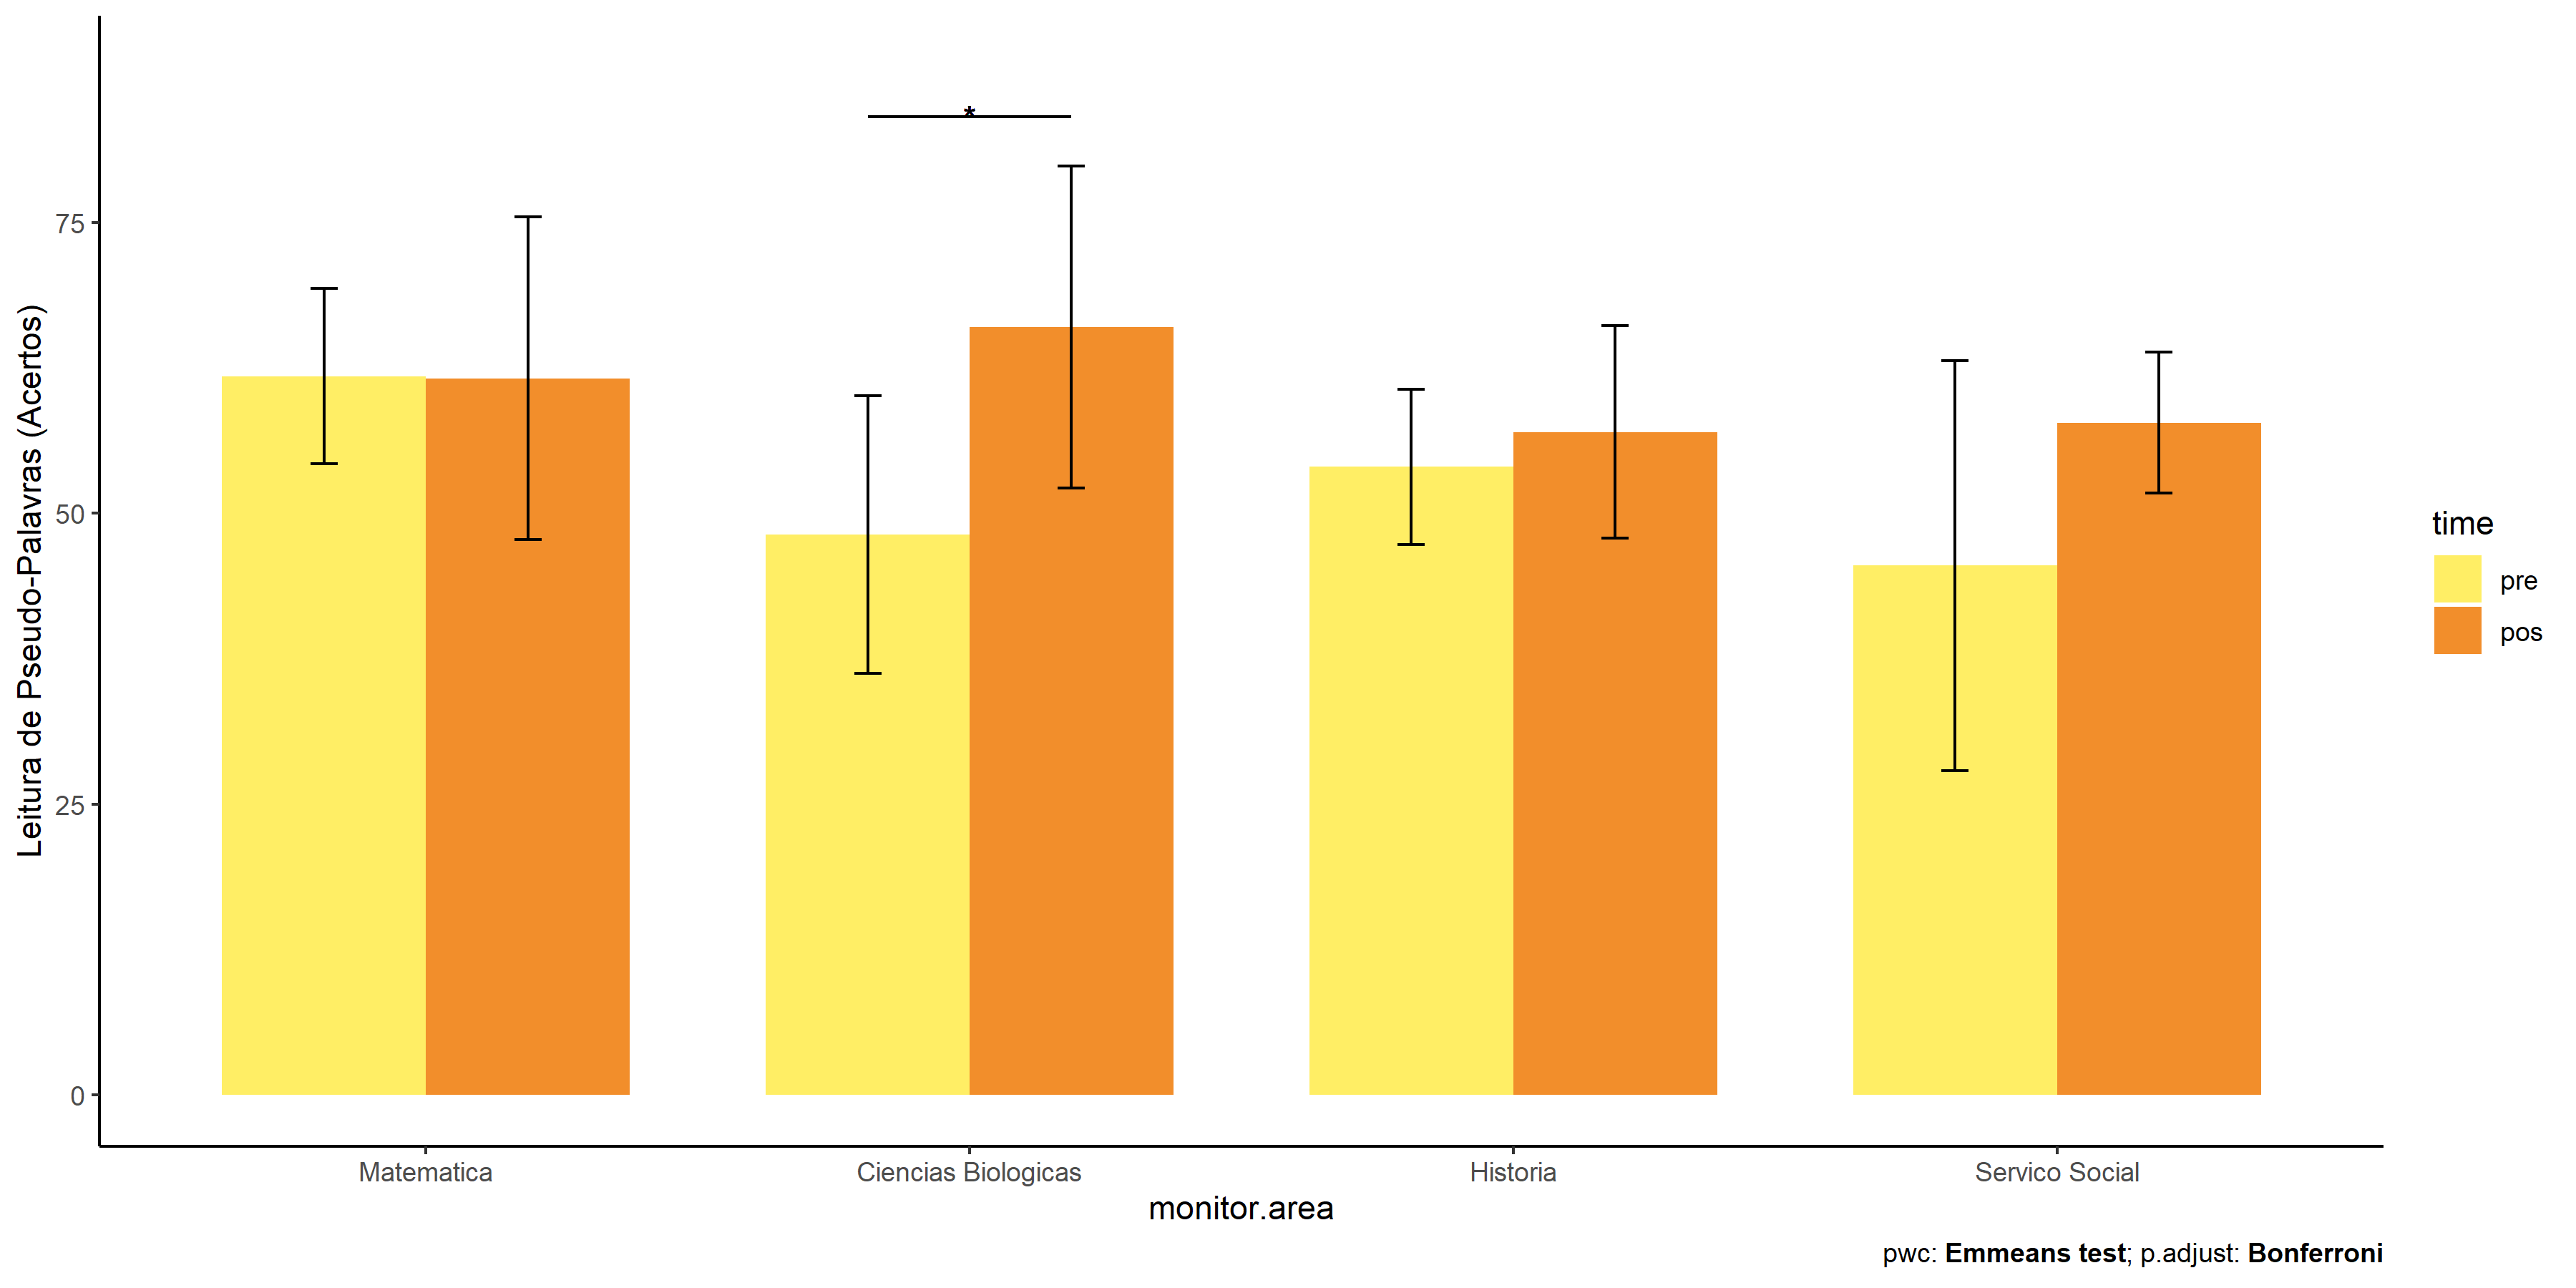 Leitura de Pseudo-Palavras (Acertos)
75
50
25
0
*
Matematica
Ciencias Biologicas
Historia
Servico Social
monitor.area
time
pre
pos
pwc: Emmeans test; p.adjust: Bonferroni